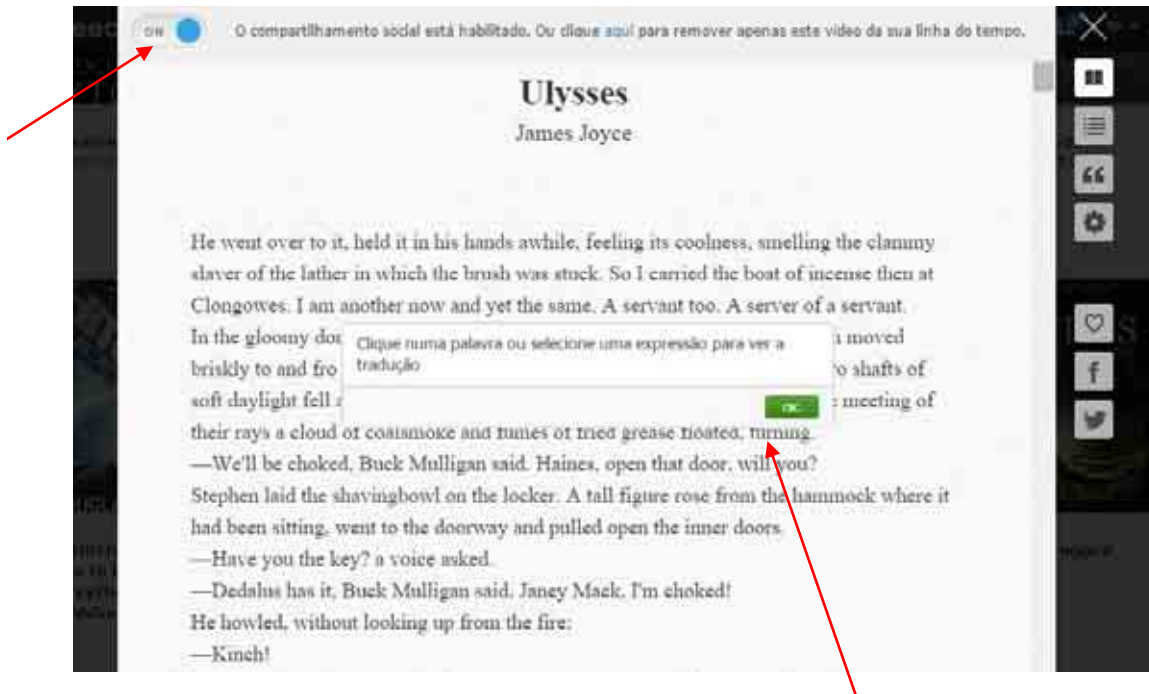 ON
O compartilhamento social está habilitado. Ou clique aqui para remover apenas este video da sua linha do tempo.
Ulysses
James Joyce
He went over to it, held it in his hands awhile, feeling its coolness, smelling the clammy
slaver of the lather in which the brush was stuck. So I carried the boat of incense then at
Clongowes. I am another now and yet the same. A servant too. A server of a servant.
In the gloomy moved
briskly to and fro shafts of
soft daylight fell meeting of
Clique numa palavra ou selecione uma expressão para ver a
tradução
OK
their rays a cloud of coalsmoke and fumes of fried grease floated, turning.
—We'll be choked, Buck Mulligan said. Haines, open that door, will you?
Stephen laid the shavingbowl on the locker. A tall figure rose from the hammock where it
had been sitting, went to the doorway and pulled open the inner doors.
—Have you the key? a voice asked.
—Dedalus has it, Buck Mulligan said. Janey Mack, I'm choked!
He howled, without looking up from the fire:
—Kinch!